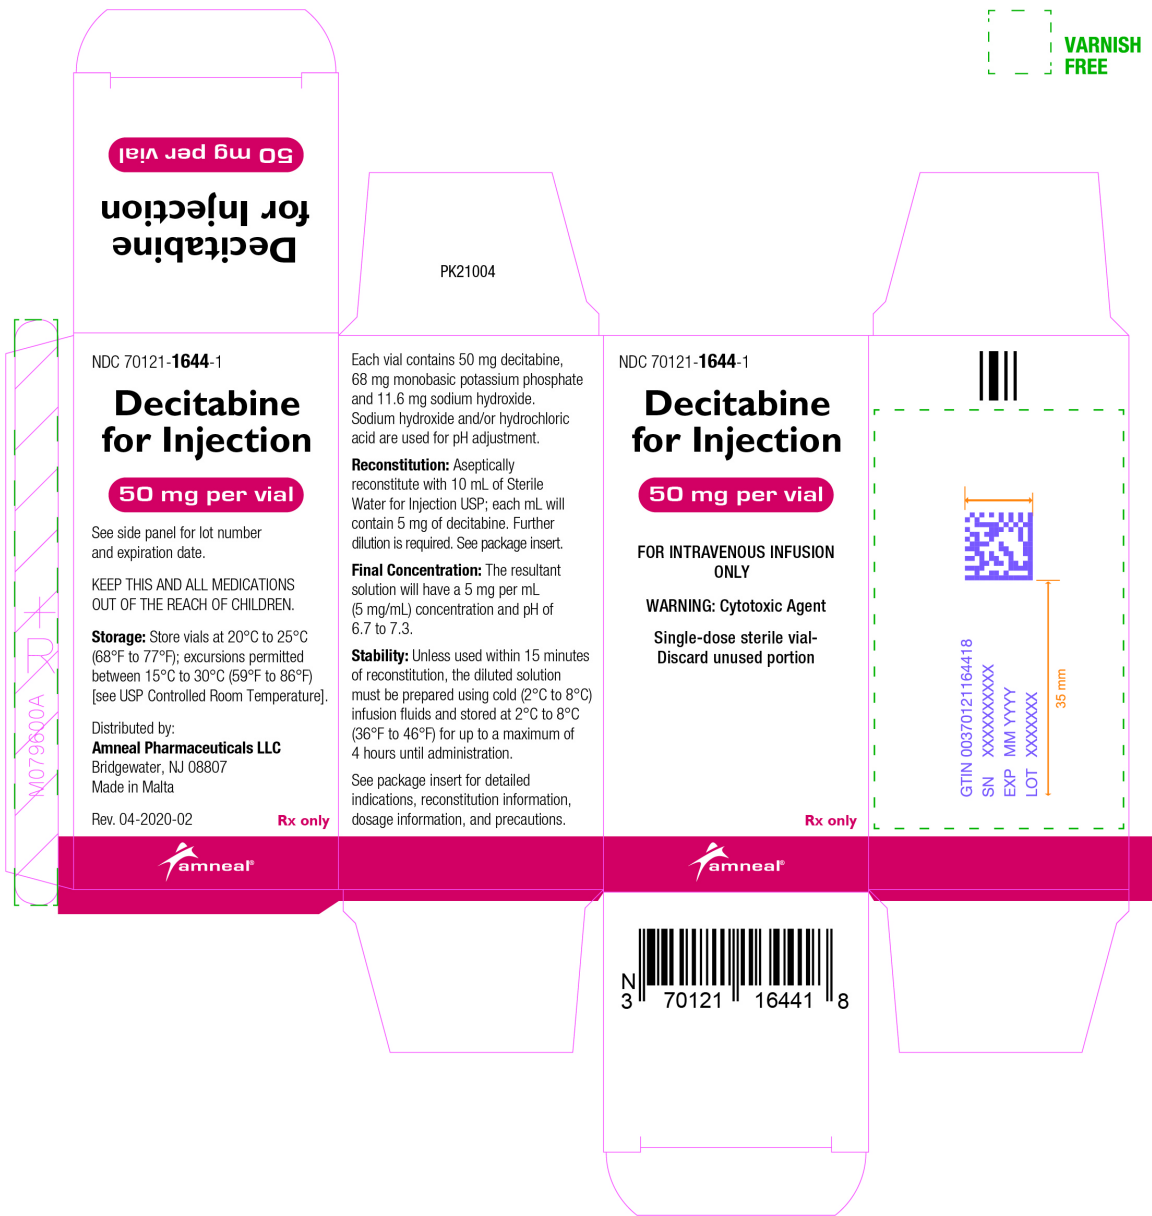 VARNISH
FREE
Decitabine
for Injection
50 mg per vial
PK21004
NDC 70121-1644-1
Decitabine
for Injection
50 mg per vial
See side panel for lot number
and expiration date.
KEEP THIS AND ALL MEDICATIONS
OUT OF THE REACH OF CHILDREN.
Storage: Store vials at 20°C to 25°C
(68°F to 77°F); excursions permitted
between 15°C to 30°C (59°F to 86°F)
[see USP Controlled Room Temperature].
Distributed by:
Amneal Pharmaceuticals LLC
Bridgewater, NJ 08807
Made in Malta
Rev. 04-2020-02
Rx only
amneal®
Each vial contains 50 mg decitabine,
68 mg monobasic potassium phosphate
and 11.6 mg sodium hydroxide.
Sodium hydroxide and/or hydrochloric
acid are used for pH adjustment.
Reconstitution: Aseptically
reconstitute with 10 mL of Sterile
Water for Injection USP; each mL will
contain 5 mg of decitabine. Further
dilution is required. See package insert.
Final Concentration: The resultant
solution will have a 5 mg per mL
(5 mg/mL) concentration and pH of
6.7 to 7.3.
Stability: Unless used within 15 minutes
of reconstitution, the diluted solution
must be prepared using cold (2°C to 8°C)
infusion fluids and stored at 2°C to 8°C
(36°F to 46°F) for up to a maximum of
4 hours until administration.
See package insert for detailed
indications, reconstitution information,
dosage information, and precautions.
NDC 70121-1644-1
Decitabine
for Injection
50 mg per vial
FOR INTRAVENOUS INFUSION
ONLY
WARNING: Cytotoxic Agent
Single-dose sterile vial-
Discard unused portion
Rx only
amneal®
GTIN 00370121164418
SN XXXXXXXXXX
EXP MM YYYY
LOT XXXXXXX
35 mm
M079600A
℞ +
N
3 70121 16441 8